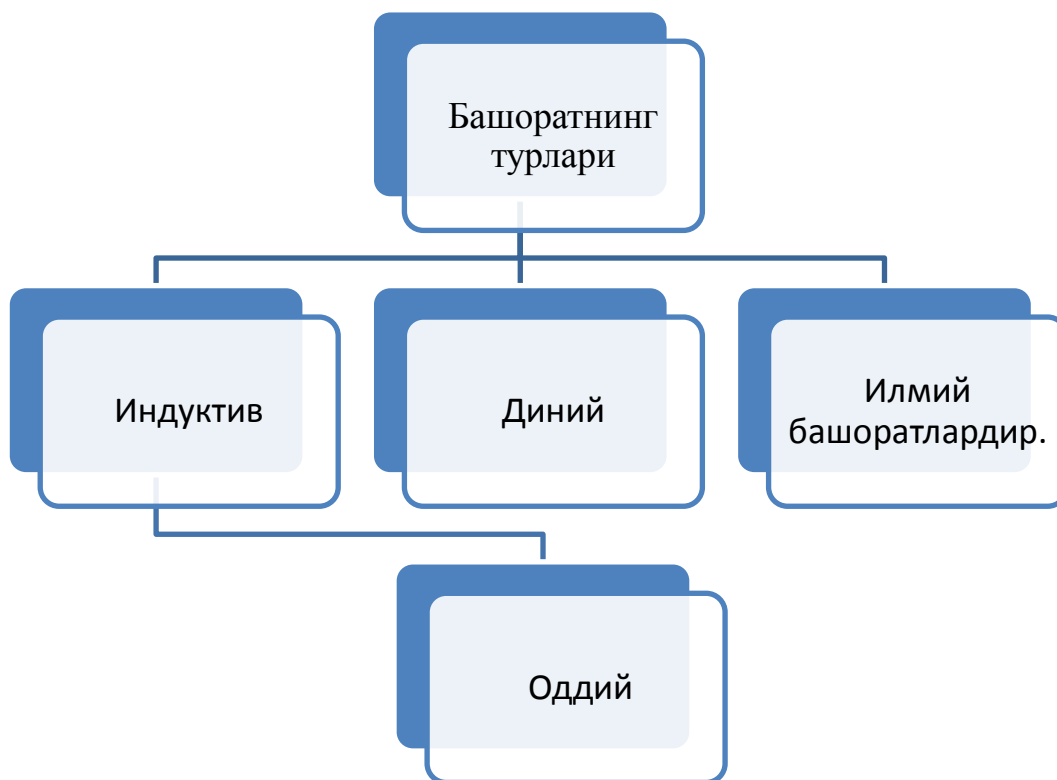 Башоратнинг
турлари
Индуктив
Диний
Илмий
башоратлардир.
Оддий